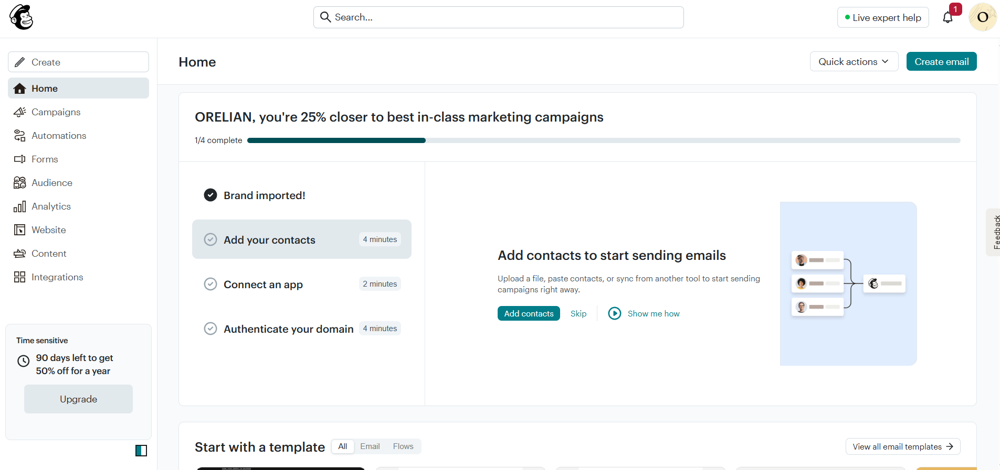 Search...
Live expert help
1
O
Create
Home
Campaigns
Automations
Forms
Audience
Analytics
Website
Content
Integrations
Time sensitive
90 days left to get
50% off for a year
Upgrade
Home
Quick actions
Create email
ORELIAN, you're 25% closer to best in-class marketing campaigns
1/4 complete
Brand imported!
Add your contacts
4 minutes
Connect an app
2 minutes
Authenticate your domain
4 minutes
Add contacts to start sending emails
Upload a file, paste contacts, or sync from another tool to start sending
campaigns right away.
Add contacts
Skip
Show me how
Feedback
Start with a template
All
Email
Flows
View all email templates